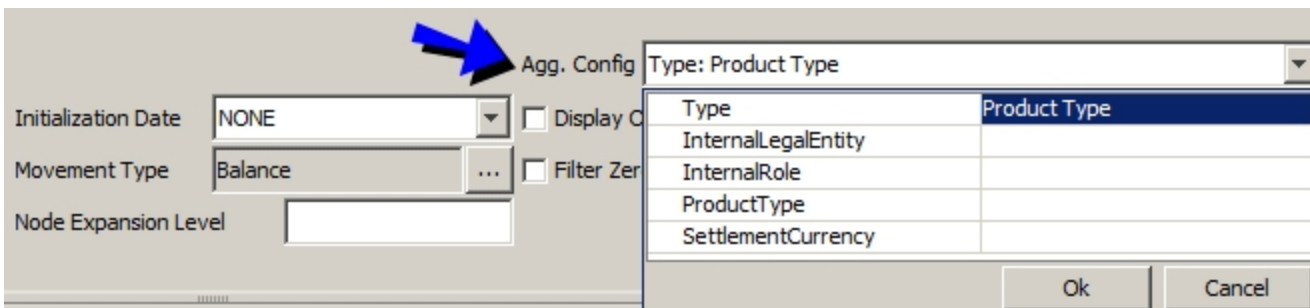 Agg. Config Type: Product Type
Initialization Date NONE Display
Type Product Type
InternalLegalEntity
Movement Type Balance ... Filter
InternalRole
ProductType
Node Expansion Level
SettlementCurrency
Ok Cancel